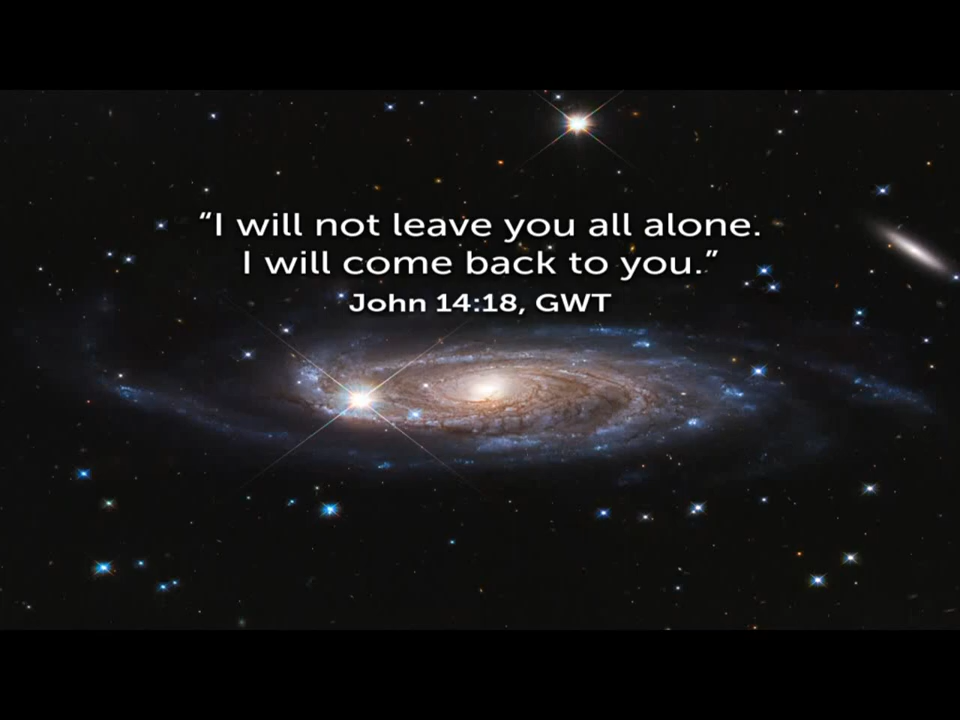 “I will not leave you all alone.
I will come back to you.”
John 14:18, GWT